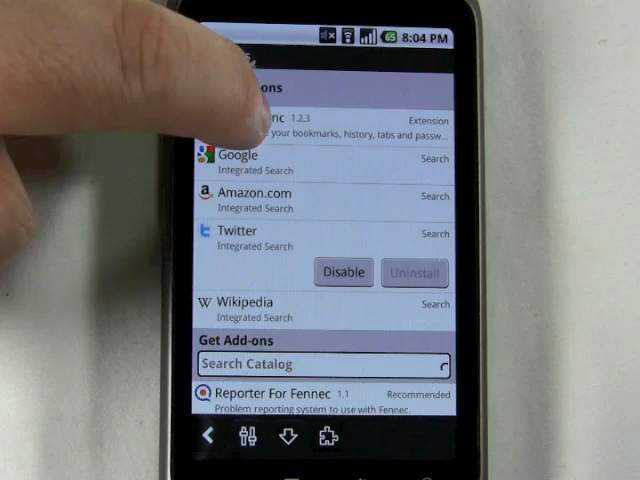 65 8:04 PM
ons
nc 1.2.3 Extension
your bookmarks, history, tabs and passw...
Google Search
Integrated Search
a Amazon.com Search
Integrated Search
t Twitter Search
Integrated Search
Disable Uninstall
W Wikipedia Search
Integrated Search
Get Add-ons
Search Catalog
Reporter For Fennec 1.1 Recommended
Problem reporting system to use with Fennec.